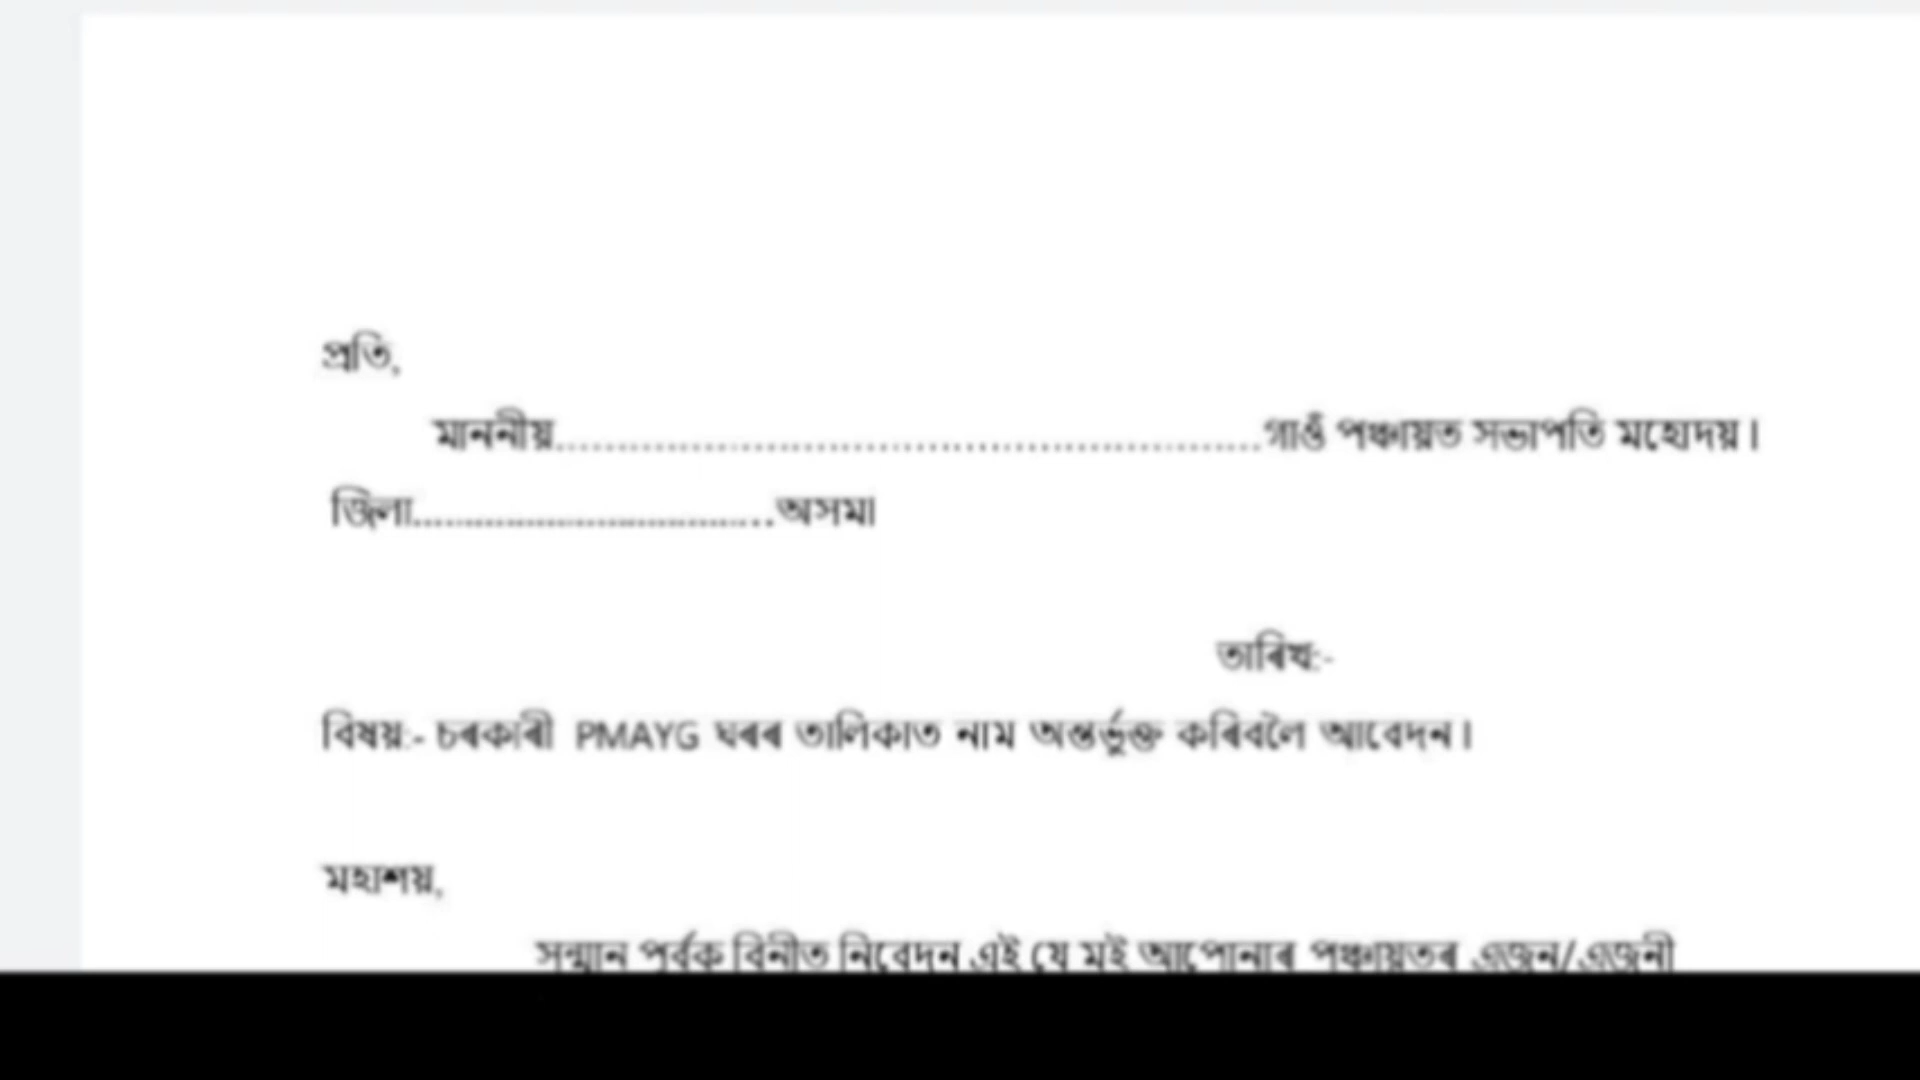 প্ৰতি,
মাননীয়.........................................................গাওঁ পঞ্চায়ত সভাপতি মহোদয়।
জিলা...................................অসম।
তাৰিখ:-
বিষয়:- চৰকাৰী PMAYG ঘৰৰ তালিকাত নাম অন্তৰ্ভুক্ত কৰিবলৈ আবেদন।
মহাশয়,
সন্মান পূৰ্বক বিনীত নিবেদন এই যে মই আপোনাৰ পঞ্চায়তৰ এজন/এজনী